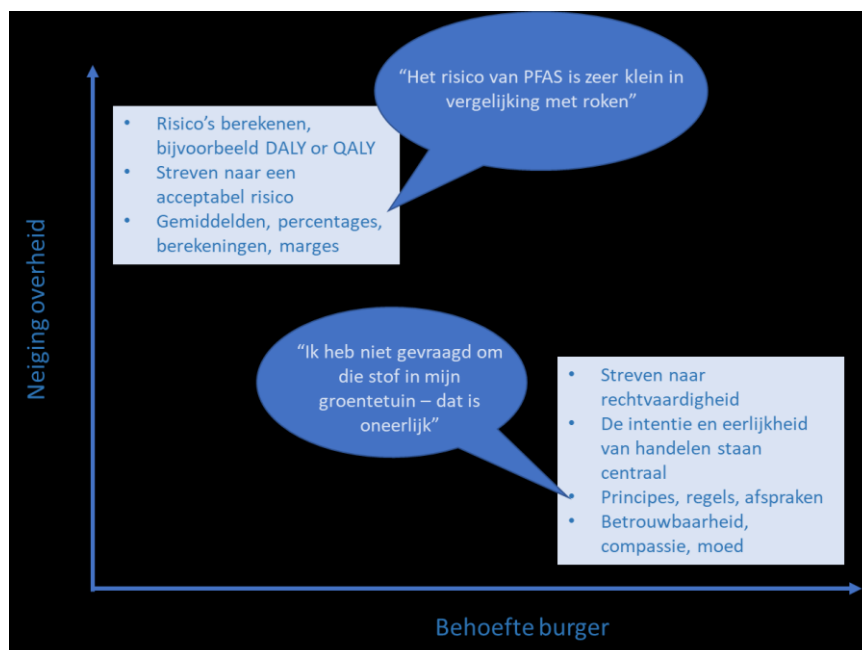 “Het risico van PFAS is zeer klein in
vergelijking met roken”
• Risico’s berekenen,
bijvoorbeeld DALY or QALY
• Streven naar een
acceptabel risico
• Gemiddelden, percentages,
berekeningen, marges
Neiging overheid
“Ik heb niet gevraagd om
die stof in mijn
groentetuin – dat is
oneerlijk”
• Streven naar
rechtvaardigheid
• De intentie en eerlijkheid
van handelen staan
centraal
• Principes, regels, afspraken
• Betrouwbaarheid,
compassie, moed
Behoefte burger